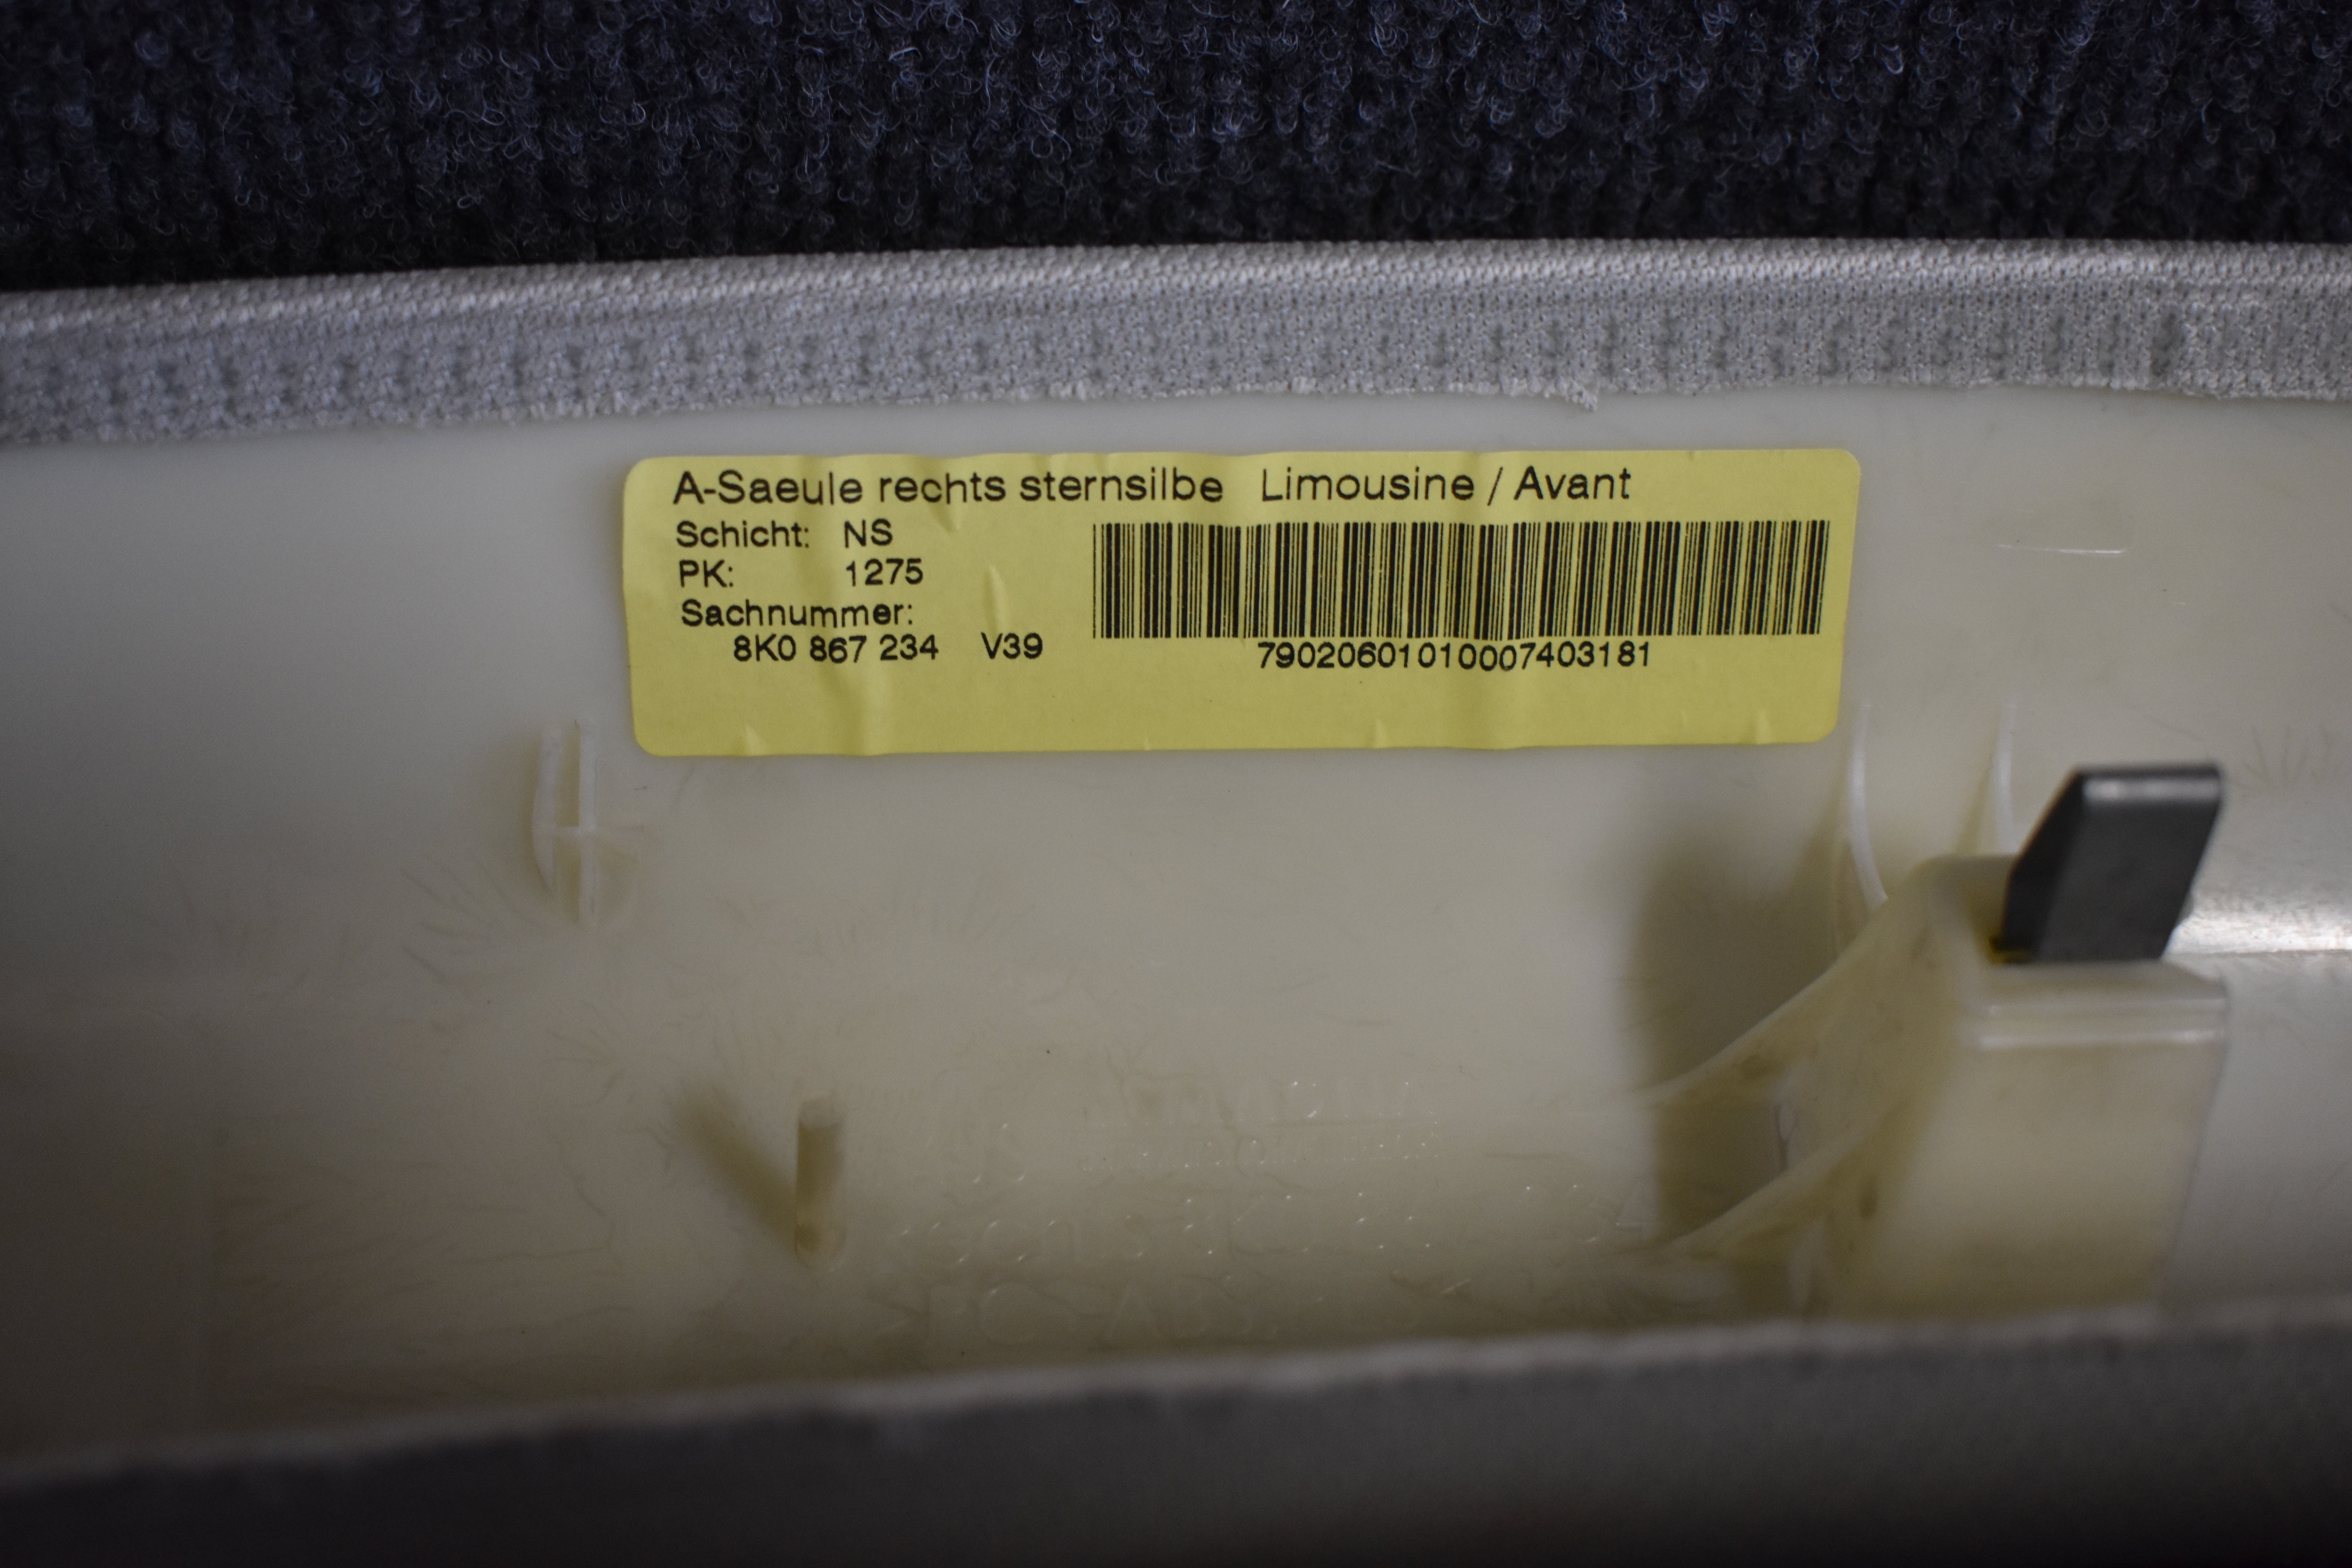 A-Saeule rechts sternsilbe Limousine / Avant
Schicht: NS
PK: 1275
Sachnummer:
8K0 867 234 V39
79020601010007403181